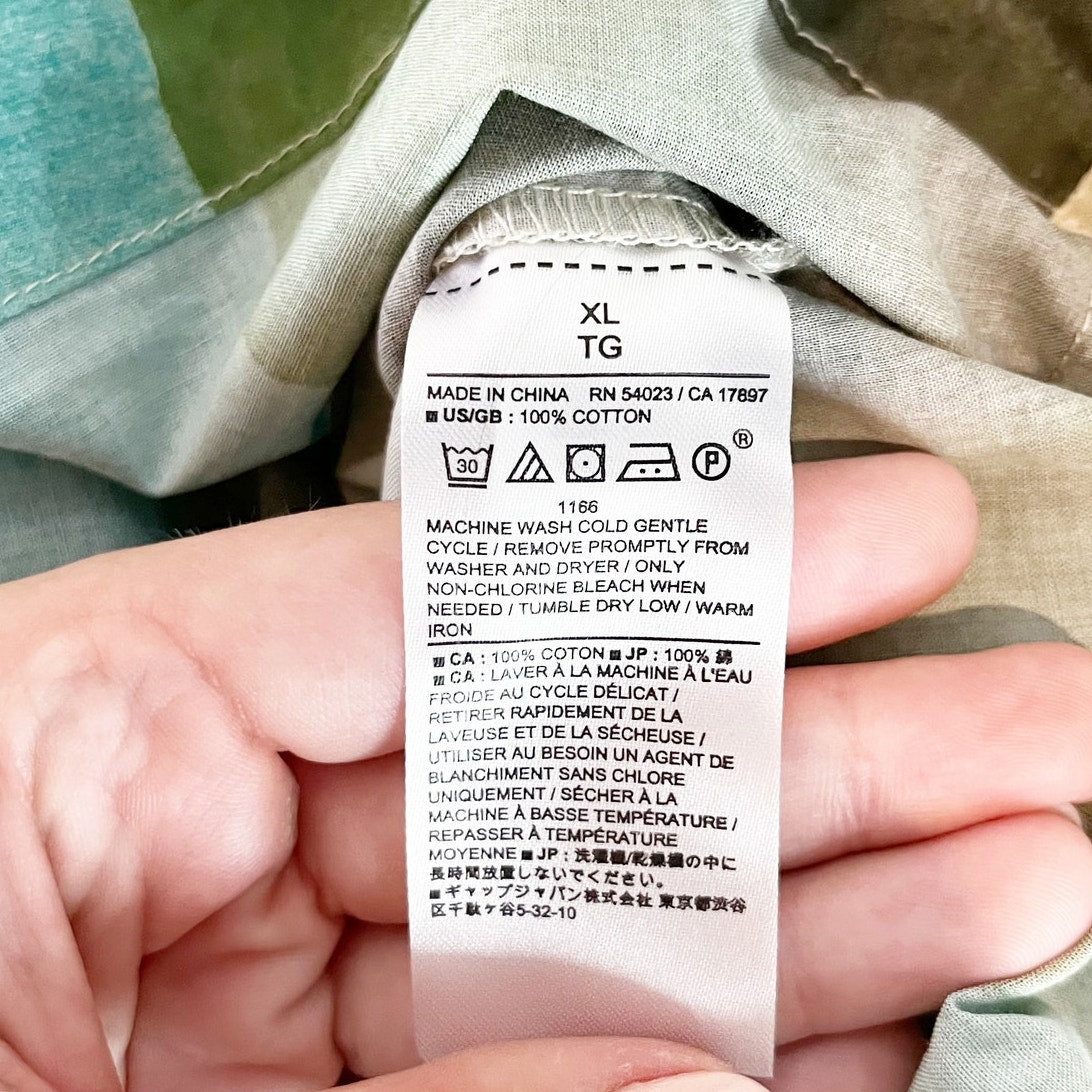 XL
TG
MADE IN CHINA RN 54023 / CA 17897
■ US/GB : 100% COTTON
30 P ®
1166
MACHINE WASH COLD GENTLE
CYCLE / REMOVE PROMPTLY FROM
WASHER AND DRYER / ONLY
NON-CHLORINE BLEACH WHEN
NEEDED / TUMBLE DRY LOW / WARM
IRON
■ CA : 100% COTON ■ JP : 100% 綿
■ CA : LAVER À LA MACHINE À L'EAU
FROIDE AU CYCLE DÉLICAT /
RETIRER RAPIDEMENT DE LA
LAVEUSE ET DE LA SÉCHEUSE /
UTILISER AU BESOIN UN AGENT DE
BLANCHIMENT SANS CHLORE
UNIQUEMENT / SÉCHER À LA
MACHINE À BASSE TEMPÉRATURE /
REPASSER À TEMPÉRATURE
MOYENNE ■ JP : 洗濯機/乾燥機の中に
長時間放置しないでください。
■ ギャップジャパン株式会社 東京都渋谷
区千駄ケ谷5-32-10